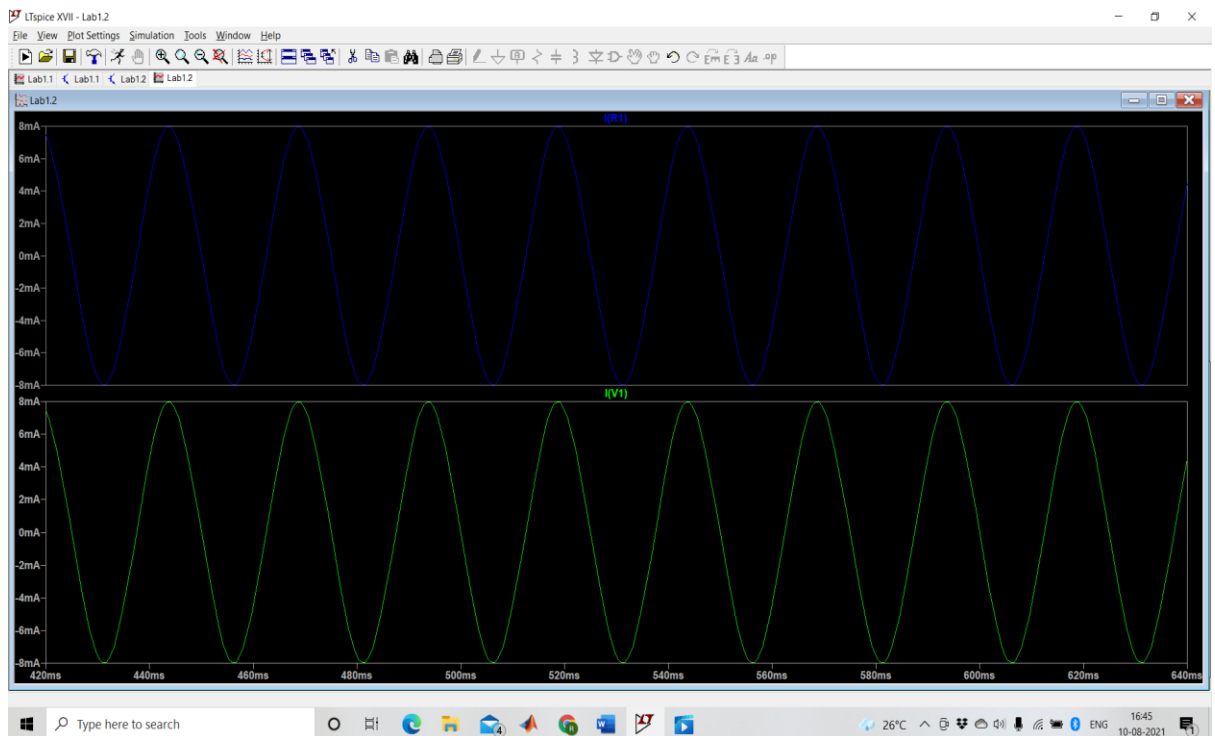 LTspice XVII - Lab1.2
File View Plot Settings Simulation Tools Window Help
Lab1.1 Lab1.1 Lab1.2 Lab1.2
Lab1.2
I(R1)
8mA
6mA
4mA
2mA
0mA
-2mA
-4mA
-6mA
-8mA
I(V1)
8mA
6mA
4mA
2mA
0mA
-2mA
-4mA
-6mA
-8mA
420ms 440ms 460ms 480ms 500ms 520ms 540ms 560ms 580ms 600ms 620ms 640ms
Type here to search
4
26°C ENG 16:45
10-08-2021
1